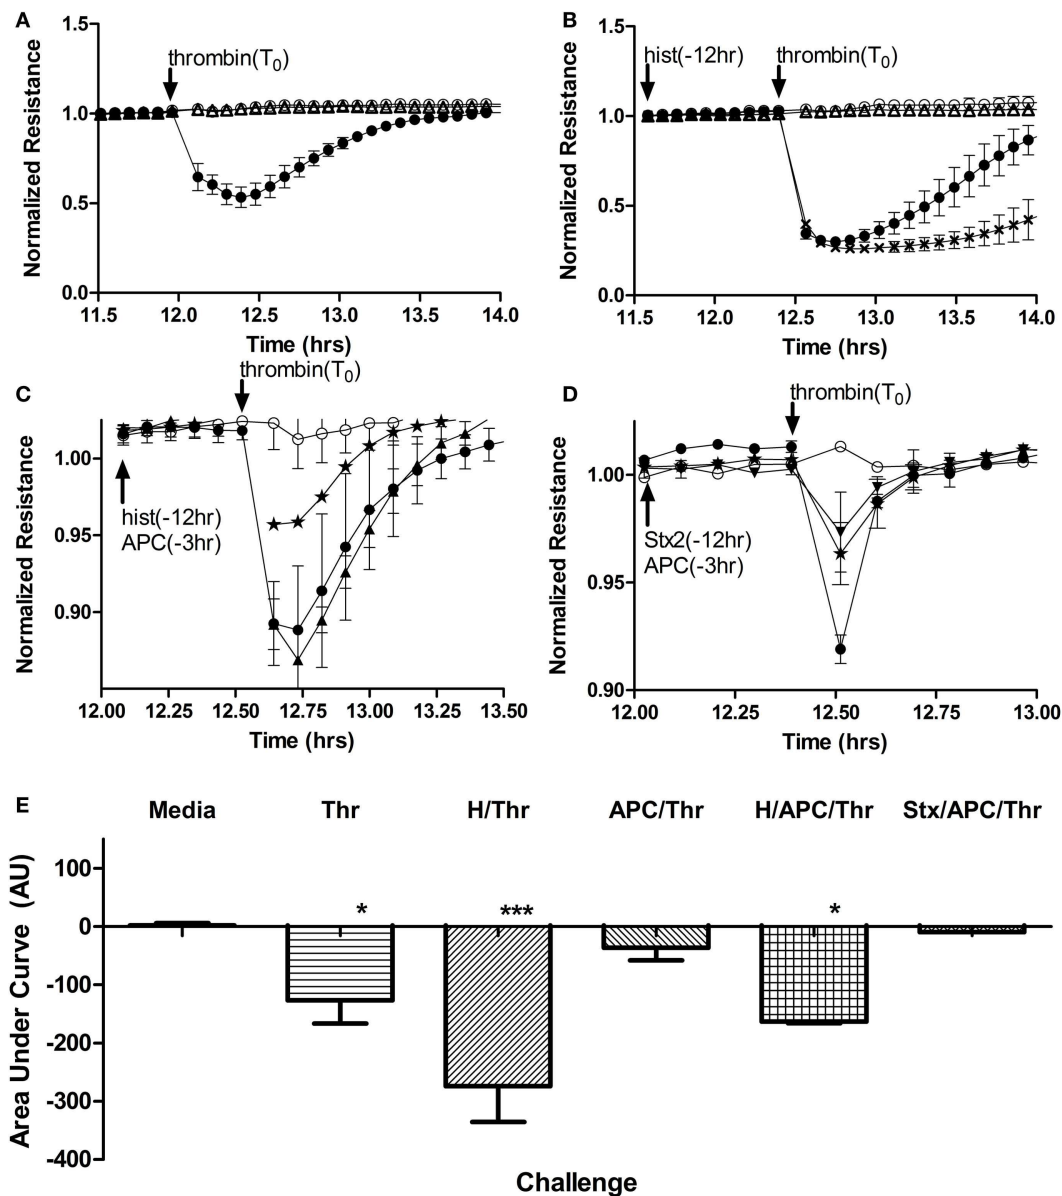 A
1.5
1.0
0.5
0.0
Normalized Resistance
thrombin(T0)
11.5 12.0 12.5 13.0 13.5 14.0
Time (hrs)
B
1.5
1.0
0.5
0.0
Normalized Resistance
hist(-12hr)
thrombin(T0)
11.5 12.0 12.5 13.0 13.5 14.0
Time (hrs)
C
thrombin(T0)
1.00
0.95
0.90
Normalized Resistance
hist(-12hr)
APC(-3hr)
12.00 12.25 12.50 12.75 13.00 13.25 13.50
Time (hrs)
D
thrombin(T0)
1.00
0.95
0.90
Normalized Resistance
Stx2(-12hr)
APC(-3hr)
12.00 12.25 12.50 12.75 13.00
Time (hrs)
E
Media Thr H/Thr APC/Thr H/APC/Thr Stx/APC/Thr
100
0
-100
-200
-300
-400
Area Under Curve (AU)
* *** *
Challenge